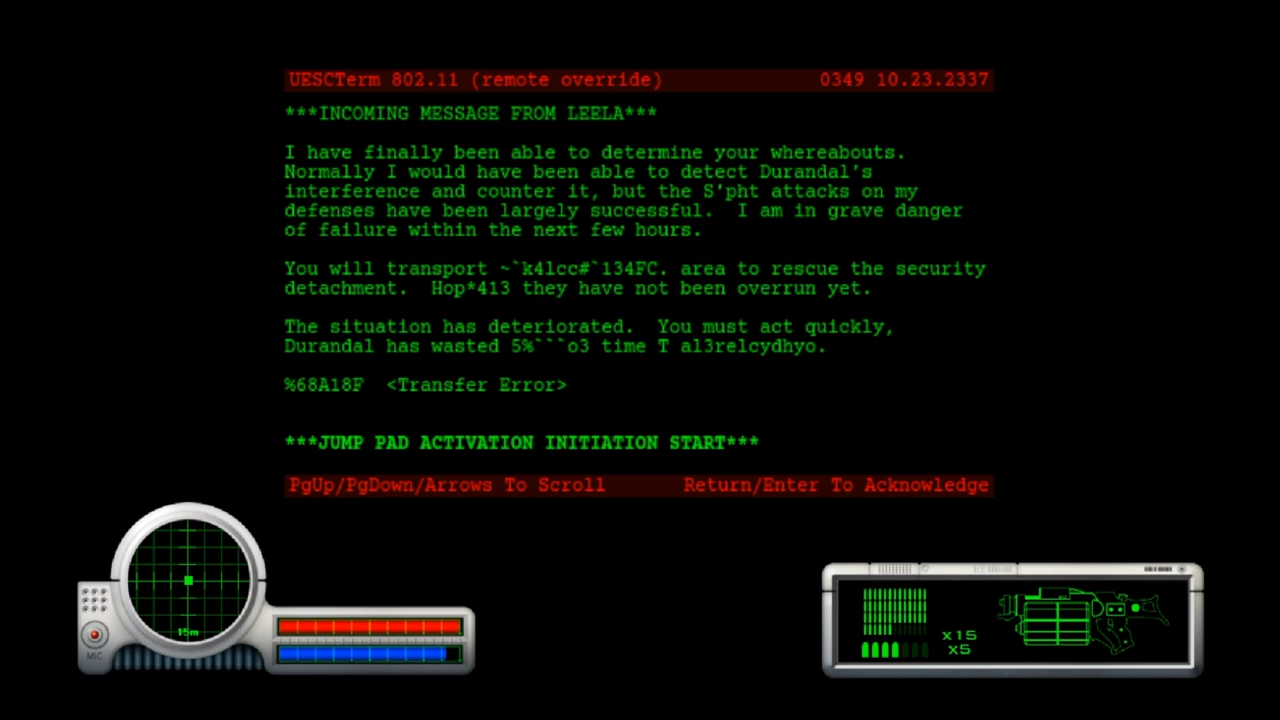 UESCTerm 802.11 (remote override) 0349 10.23.2337
***INCOMING MESSAGE FROM LEELA***
I have finally been able to determine your whereabouts.
Normally I would have been able to detect Durandal's
interference and counter it, but the S'pht attacks on my
defenses have been largely successful.  I am in grave danger
of failure within the next few hours.
You will transport ~`k4lcc#`134FC. area to rescue the security
detachment.  Hop*413 they have not been overrun yet.
The situation has deteriorated.  You must act quickly,
Durandal has wasted 5%```o3 time T al3relcydhyo.
%68A18F  <Transfer Error>
***JUMP PAD ACTIVATION INITIATION START***
PgUp/PgDown/Arrows To Scroll Return/Enter To Acknowledge
15m
MIC
x15
x5